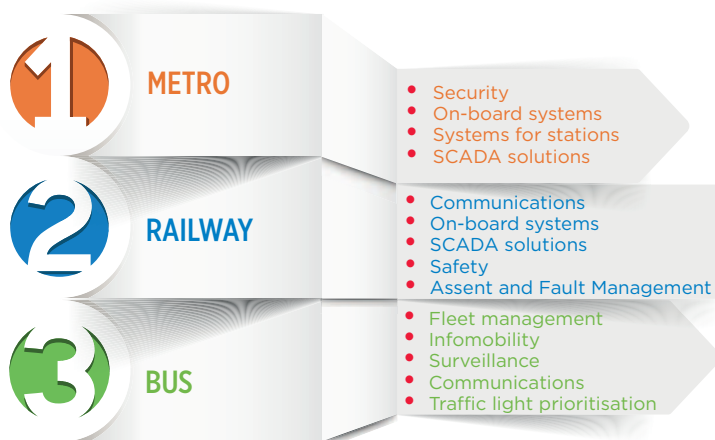 1
METRO
• Security
• On-board systems
• Systems for stations
• SCADA solutions
2
RAILWAY
• Communications
• On-board systems
• SCADA solutions
• Safety
• Assent and Fault Management
3
BUS
• Fleet management
• Infomobility
• Surveillance
• Communications
• Traffic light prioritisation